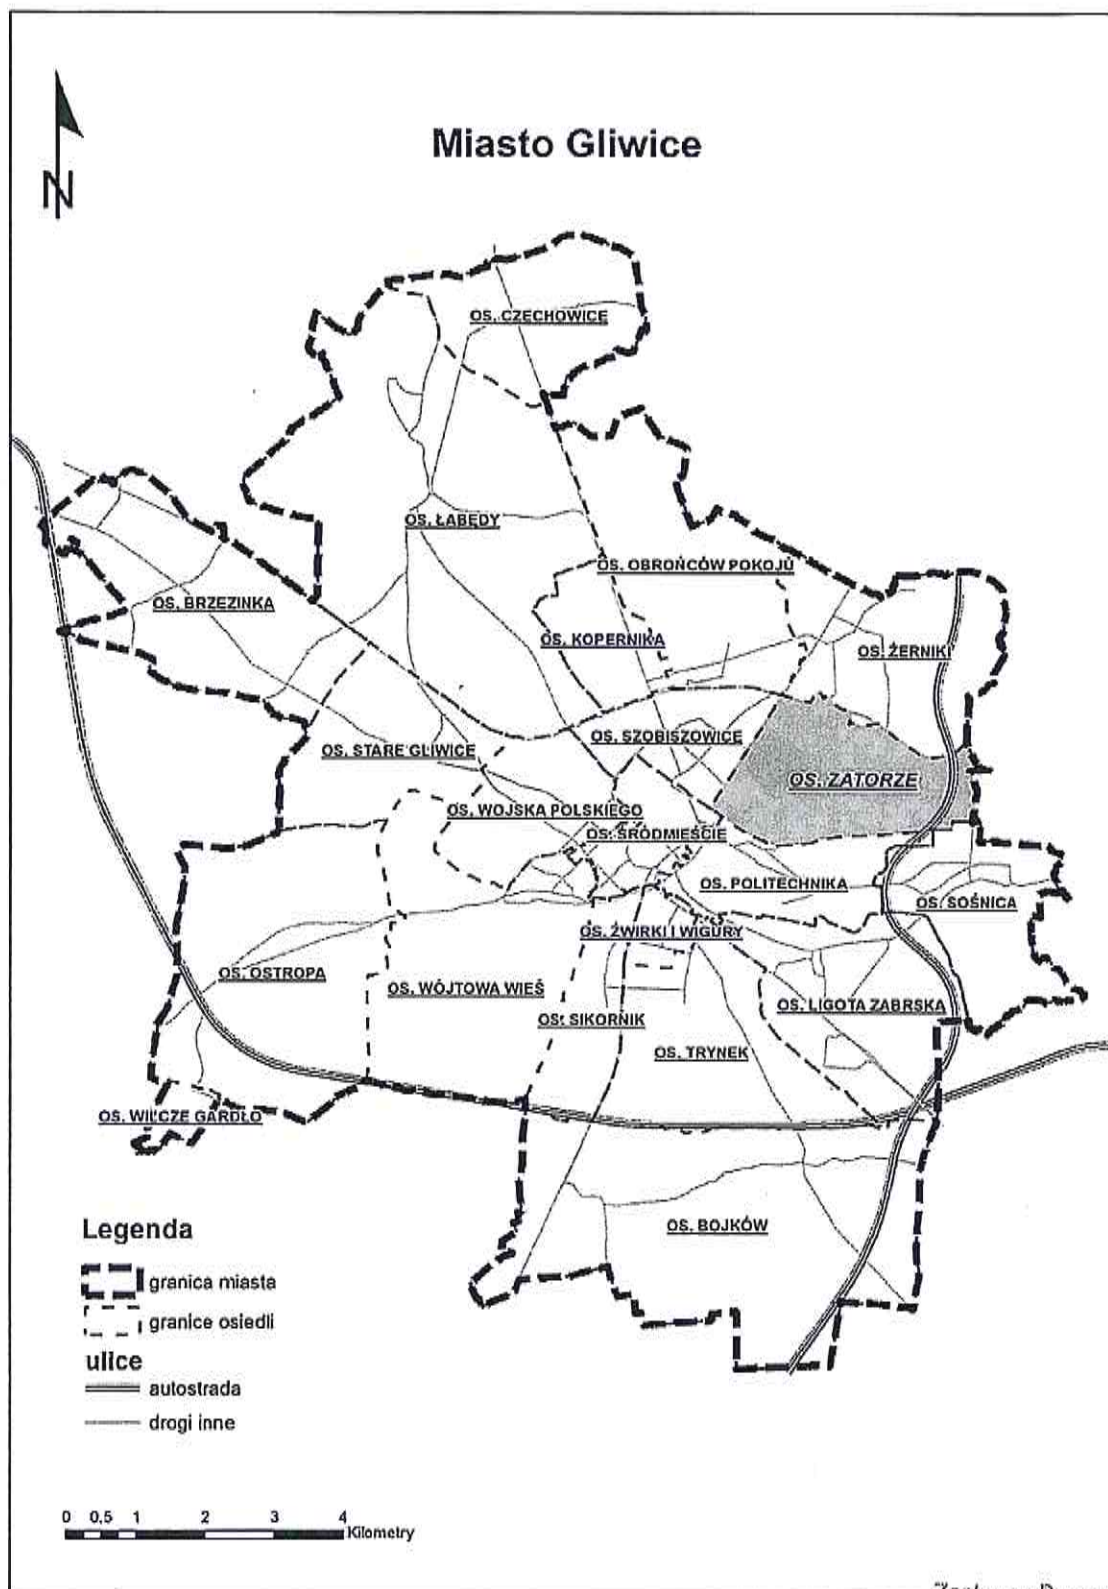 N
Miasto Gliwice
OS. CZECHOWICE
OS. ŁABĘDY
OS. OBROŃCÓW POKOJU
OS. BRZEZINKA
OS. KOPERNIKA
OS. ŻERNIKI
OS. SZOBISZOWICE
OS. STARE GLIWICE
OS. ZATORZE
OS. WOJSKA POLSKIEGO
OS. ŚRÓDMIEŚCIE
OS. POLITECHNIKA
OS. SOŚNICA
OS. ŻWIRKI I WIGURY
OS. OSTROPA
OS. WÓJTOWA WIEŚ
OS. LIGOTA ZABRSKA
OS. SIKORNIK
OS. TRYNEK
OS. WILCZE GARDŁO
OS. BOJKÓW
Legenda
granica miasta
granice osiedli
ulice
autostrada
drogi inne
0 0,5 1 2 3 4
Kilometry